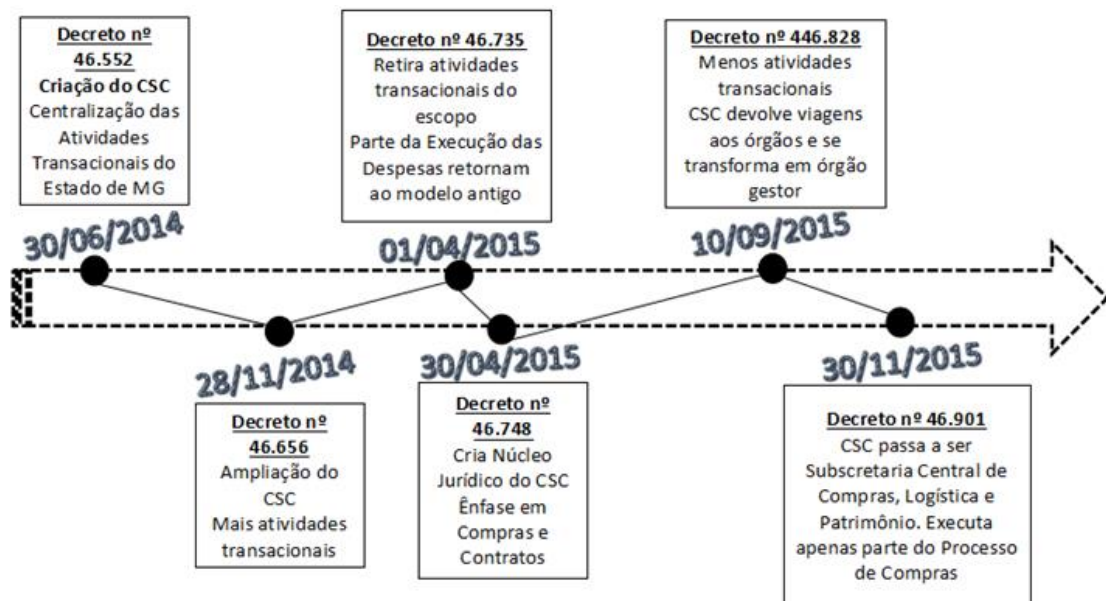 Decreto nº
46.552
Criação do CSC
Centralização das
Atividades
Transacionais do
Estado de MG
30/06/2014
Decreto nº 46.735
Retira atividades
transacionais do
escopo
Parte da Execução das
Despesas retornam
ao modelo antigo
01/04/2015
Decreto nº 446.828
Menos atividades
transacionais
CSC devolve viagens
aos órgãos e se
transforma em órgão
gestor
10/09/2015
28/11/2014
Decreto nº
46.656
Ampliação do
CSC
Mais atividades
transacionais
30/04/2015
Decreto nº
46.748
Cria Núcleo
Jurídico do CSC
Ênfase em
Compras e
Contratos
30/11/2015
Decreto nº 46.901
CSC passa a ser
Subscretaria Central de
Compras, Logística e
Patrimônio. Executa
apenas parte do Processo
de Compras